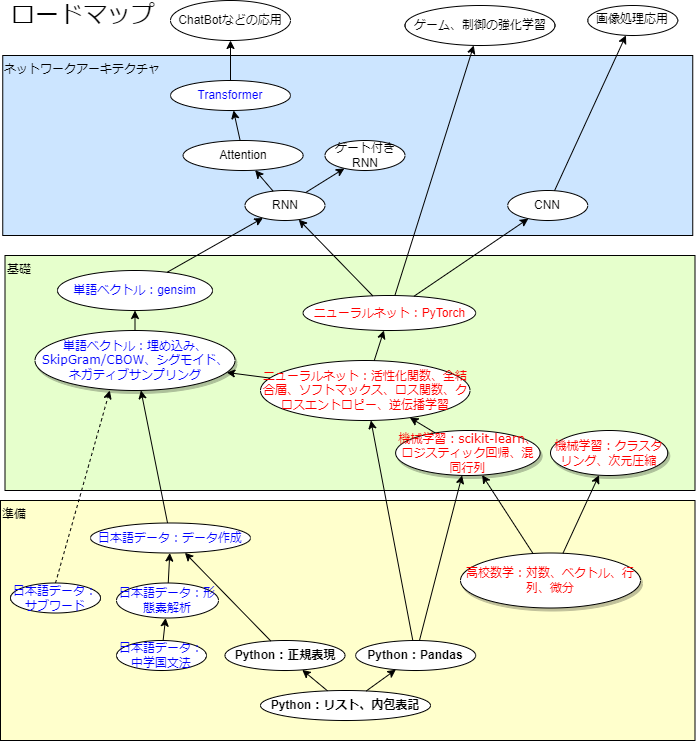 ロードマップ
ChatBotなどの応用
ゲーム、制御の強化学習
画像処理応用
ネットワークアーキテクチャ
Transformer
Attention
ゲート付き
RNN
RNN
CNN
基礎
単語ベクトル：gensim
ニューラルネット：PyTorch
単語ベクトル：埋め込み、
SkipGram/CBOW、シグモイド、
ネガティブサンプリング
ニューラルネット：活性化関数、全結
合層、ソフトマックス、ロス関数、ク
ロスエントロピー、逆伝播学習
機械学習：scikit-learn、
ロジスティック回帰、混
同行列
機械学習：クラスタ
リング、次元圧縮
準備
日本語データ：データ作成
日本語データ：
サブワード
日本語データ：形
態素解析
高校数学：対数、ベクトル、行
列、微分
日本語データ：
中学国文法
Python：正規表現
Python：Pandas
Python：リスト、内包表記